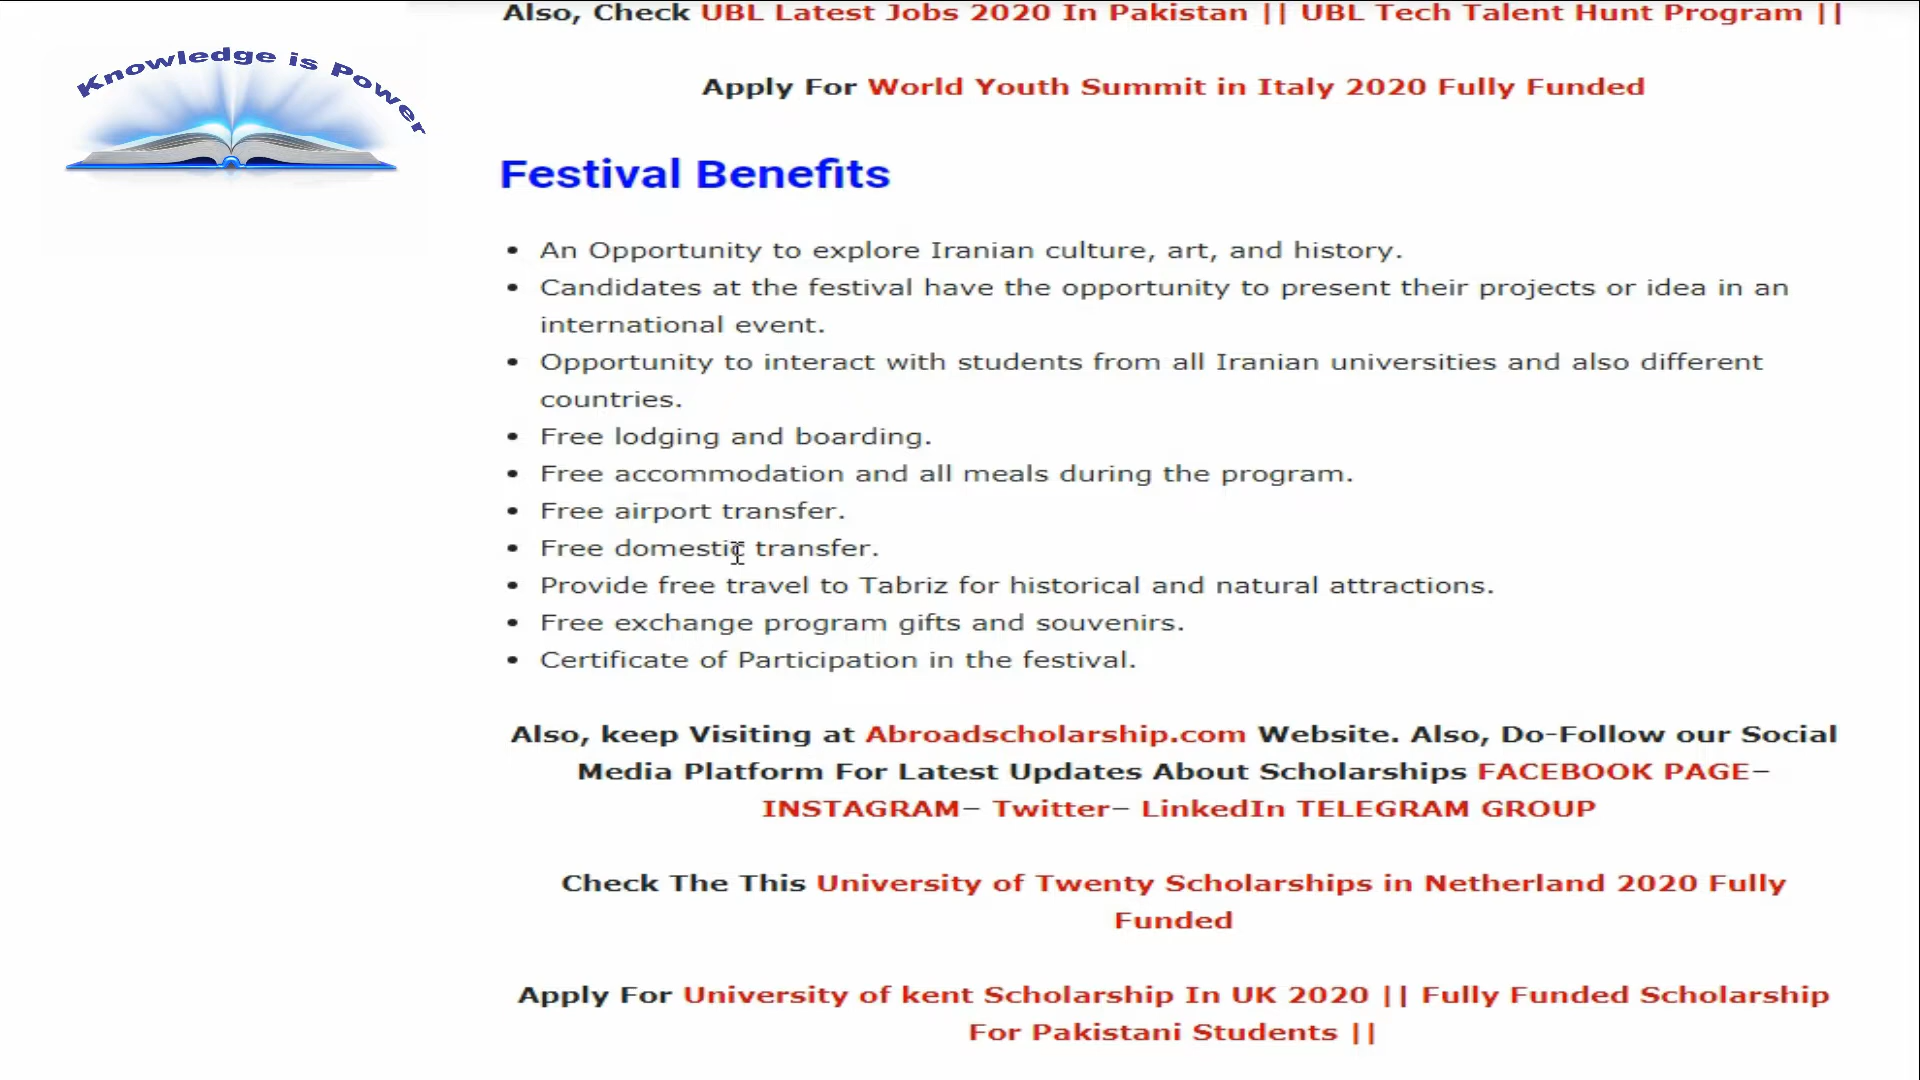 Also, Check UBL Latest Jobs 2020 In Pakistan || UBL Tech Talent Hunt Program ||
Knowledge is Power
Apply For World Youth Summit in Italy 2020 Fully Funded
Festival Benefits
• An Opportunity to explore Iranian culture, art, and history.
• Candidates at the festival have the opportunity to present their projects or idea in an
international event.
• Opportunity to interact with students from all Iranian universities and also different
countries.
• Free lodging and boarding.
• Free accommodation and all meals during the program.
• Free airport transfer.
• Free domestic transfer.
• Provide free travel to Tabriz for historical and natural attractions.
• Free exchange program gifts and souvenirs.
• Certificate of Participation in the festival.
Also, keep Visiting at Abroadscholarship.com Website. Also, Do-Follow our Social
Media Platform For Latest Updates About Scholarships FACEBOOK PAGE–
INSTAGRAM– Twitter– LinkedIn TELEGRAM GROUP
Check The This University of Twenty Scholarships in Netherland 2020 Fully
Funded
Apply For University of kent Scholarship In UK 2020 || Fully Funded Scholarship
For Pakistani Students ||